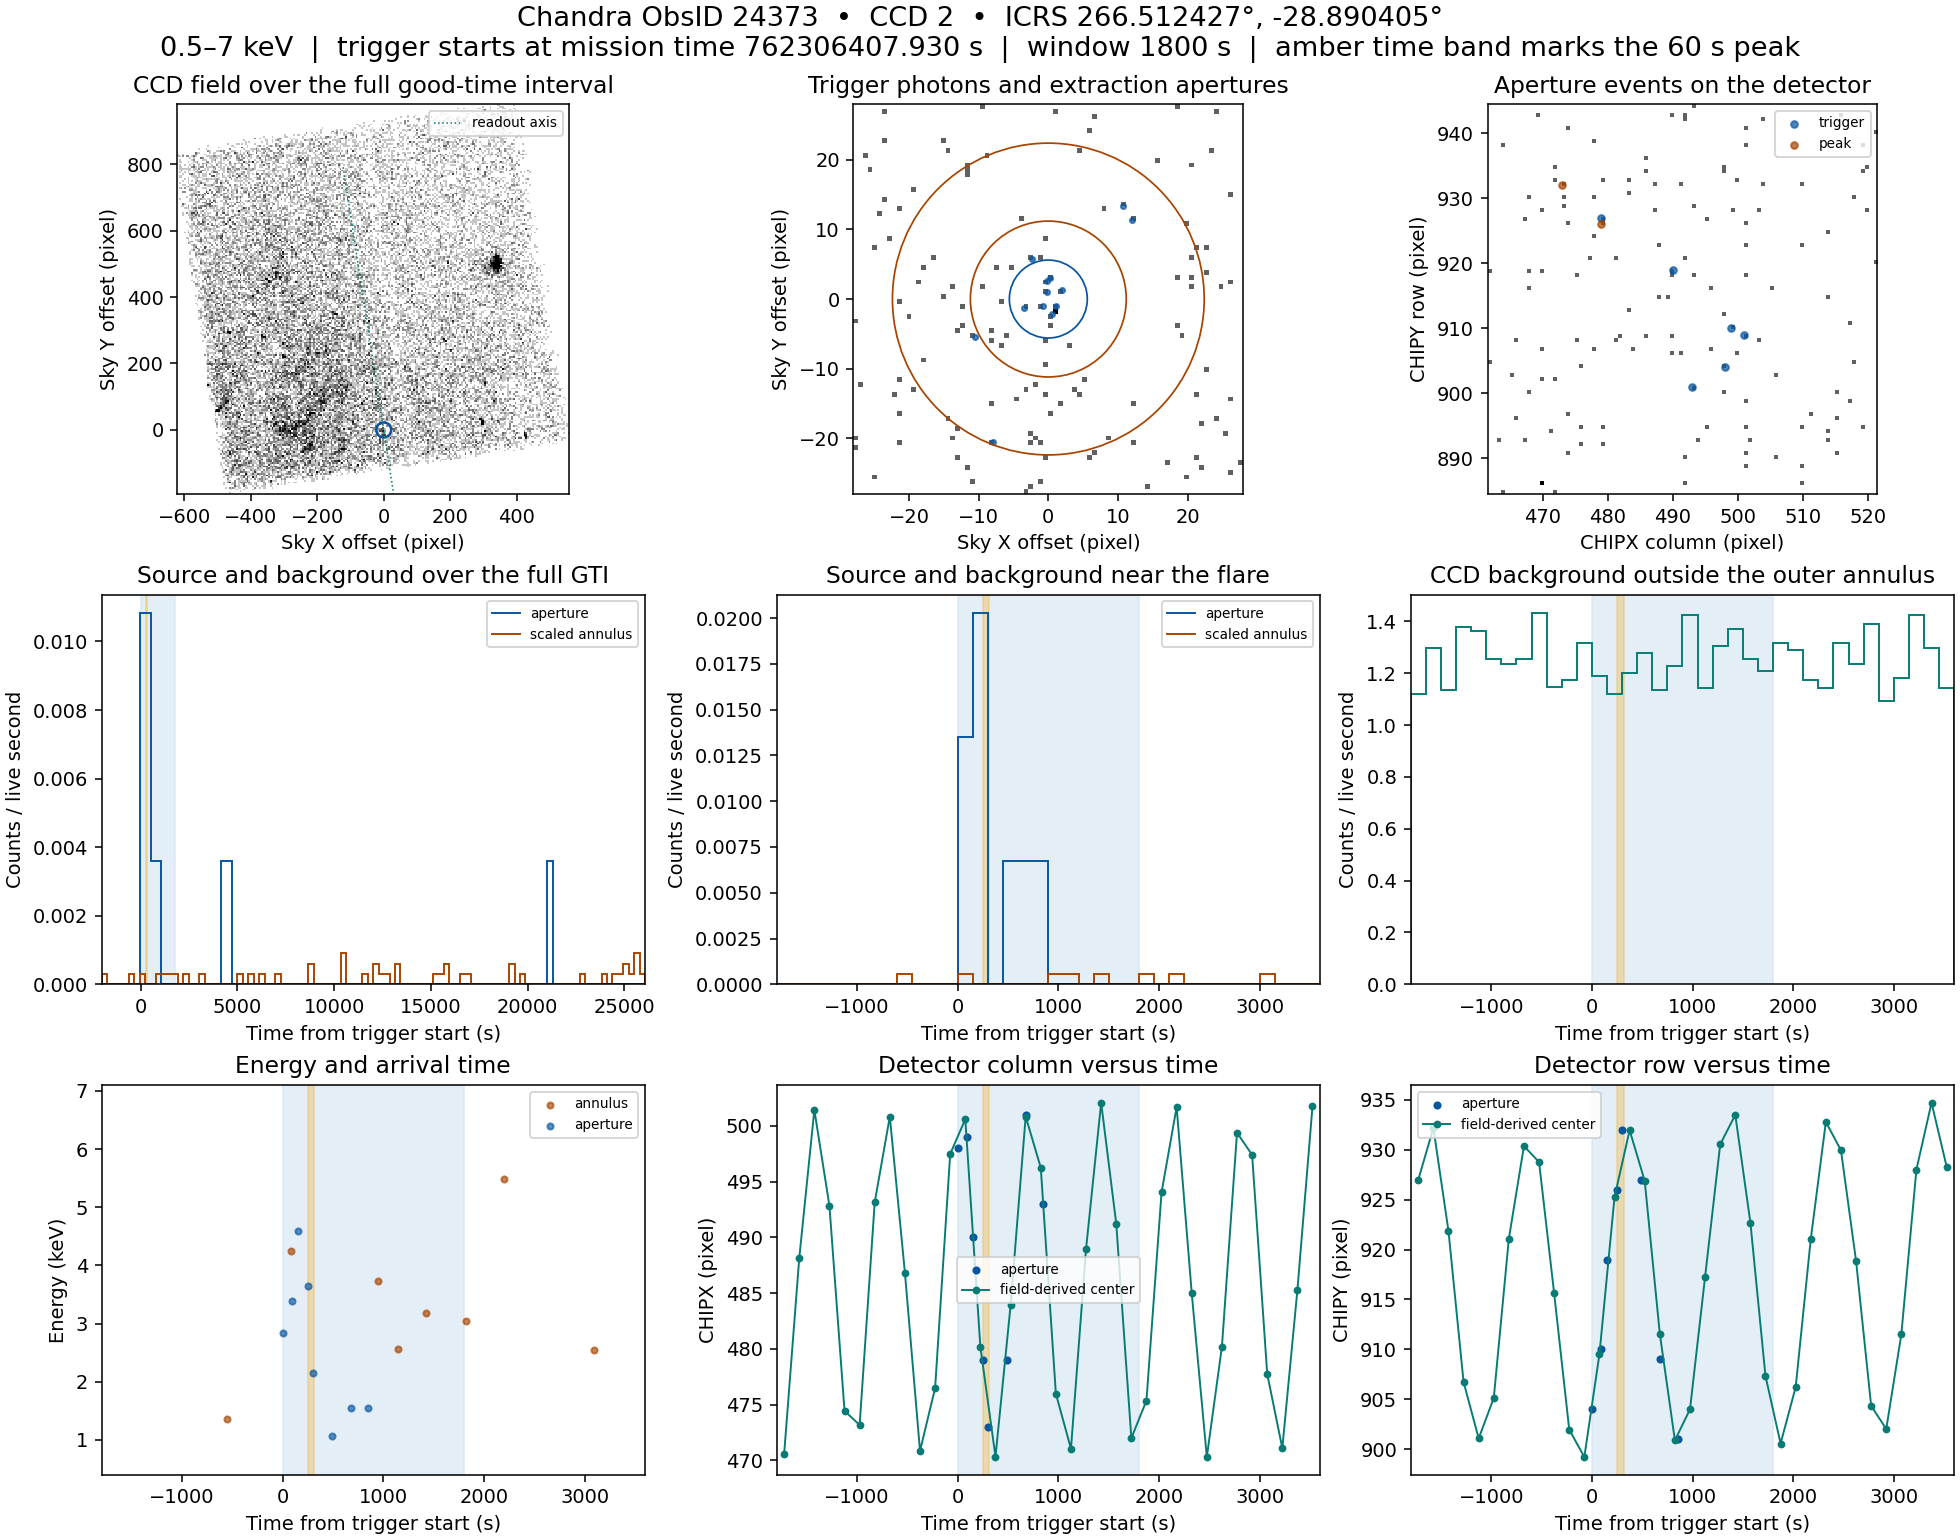 Chandra ObsID 24373 • CCD 2 • ICRS 266.512427°, -28.890405°
0.5–7 keV | trigger starts at mission time 762306407.930 s | window 1800 s | amber time band marks the 60 s peak
CCD field over the full good-time interval
readout axis
Sky Y offset (pixel)
800
600
400
200
0
−600 −400 −200 0 200 400
Sky X offset (pixel)
Trigger photons and extraction apertures
Sky Y offset (pixel)
20
10
0
−10
−20
−20 −10 0 10 20
Sky X offset (pixel)
Aperture events on the detector
trigger
peak
CHIPY row (pixel)
940
930
920
910
900
890
470 480 490 500 510 520
CHIPX column (pixel)
Source and background over the full GTI
aperture
scaled annulus
Counts / live second
0.010
0.008
0.006
0.004
0.002
0.000
0 5000 10000 15000 20000 25000
Time from trigger start (s)
Source and background near the flare
aperture
scaled annulus
Counts / live second
0.0200
0.0175
0.0150
0.0125
0.0100
0.0075
0.0050
0.0025
0.0000
−1000 0 1000 2000 3000
Time from trigger start (s)
CCD background outside the outer annulus
Counts / live second
1.4
1.2
1.0
0.8
0.6
0.4
0.2
0.0
−1000 0 1000 2000 3000
Time from trigger start (s)
Energy and arrival time
annulus
aperture
Energy (keV)
7
6
5
4
3
2
1
−1000 0 1000 2000 3000
Time from trigger start (s)
Detector column versus time
aperture
field-derived center
CHIPX (pixel)
500
495
490
485
480
475
470
−1000 0 1000 2000 3000
Time from trigger start (s)
Detector row versus time
aperture
field-derived center
CHIPY (pixel)
935
930
925
920
915
910
905
900
−1000 0 1000 2000 3000
Time from trigger start (s)